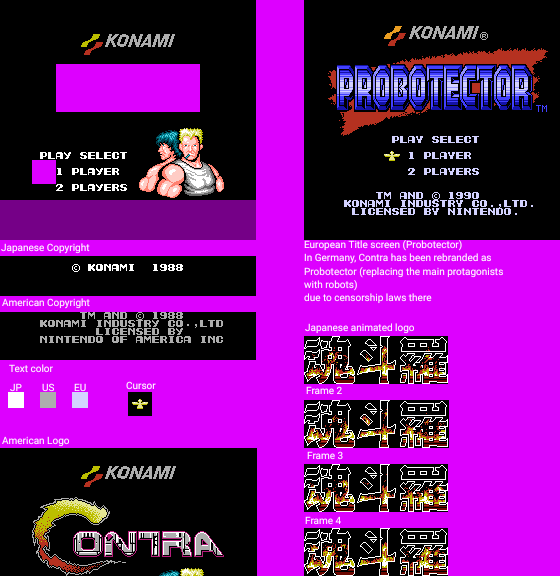 KONAMI
PLAY SELECT
1 PLAYER
2 PLAYERS
Japanese Copyright
© KONAMI 1988
American Copyright
TM AND © 1988
KONAMI INDUSTRY CO.,LTD
LICENSED BY
NINTENDO OF AMERICA INC
Text color
JP US EU
Cursor
American Logo
KONAMI
CONTRA
KONAMI®
PROBOTECTOR™
PLAY SELECT
1 PLAYER
2 PLAYERS
TM AND © 1990
KONAMI INDUSTRY CO.,LTD.
LICENSED BY NINTENDO.
European Title screen (Probotector)
In Germany, Contra has been rebranded as
Probotector (replacing the main protagonists
with robots)
due to censorship laws there
Japanese animated logo
魂斗羅
Frame 2
魂斗羅
Frame 3
魂斗羅
Frame 4
魂斗羅